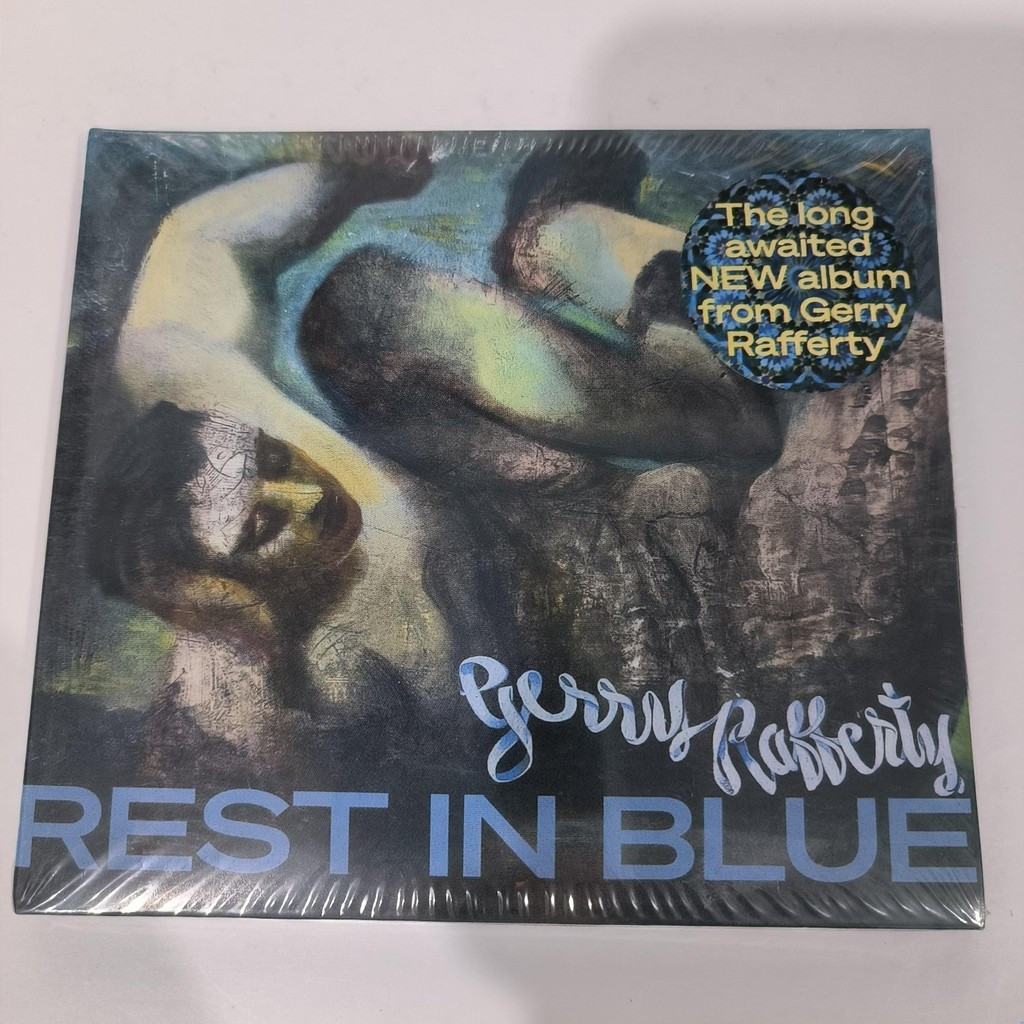 The long
awaited
NEW album
from Gerry
Rafferty
Gerry Rafferty
REST IN BLUE